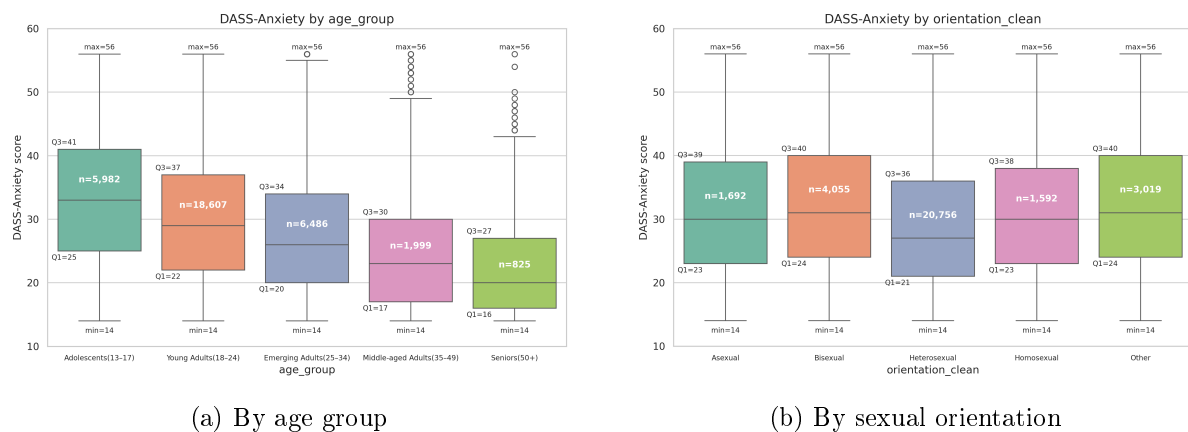 DASS-Anxiety by age_group
60
50
40
30
20
10
DASS-Anxiety score
max=56
max=56
max=56
max=56
max=56
Q3=41
Q3=37
Q3=34
Q3=30
Q3=27
n=5,982
n=18,607
n=6,486
n=1,999
n=825
Q1=25
Q1=22
Q1=20
Q1=17
Q1=16
min=14
min=14
min=14
min=14
min=14
Adolescents(13–17)
Young Adults(18–24)
Emerging Adults(25–34)
Middle-aged Adults(35–49)
Seniors(50+)
age_group
(a) By age group
DASS-Anxiety by orientation_clean
60
50
40
30
20
10
DASS-Anxiety score
max=56
max=56
max=56
max=56
max=56
Q3=39
Q3=40
Q3=36
Q3=38
Q3=40
n=1,692
n=4,055
n=20,756
n=1,592
n=3,019
Q1=23
Q1=24
Q1=21
Q1=23
Q1=24
min=14
min=14
min=14
min=14
min=14
Asexual
Bisexual
Heterosexual
Homosexual
Other
orientation_clean
(b) By sexual orientation